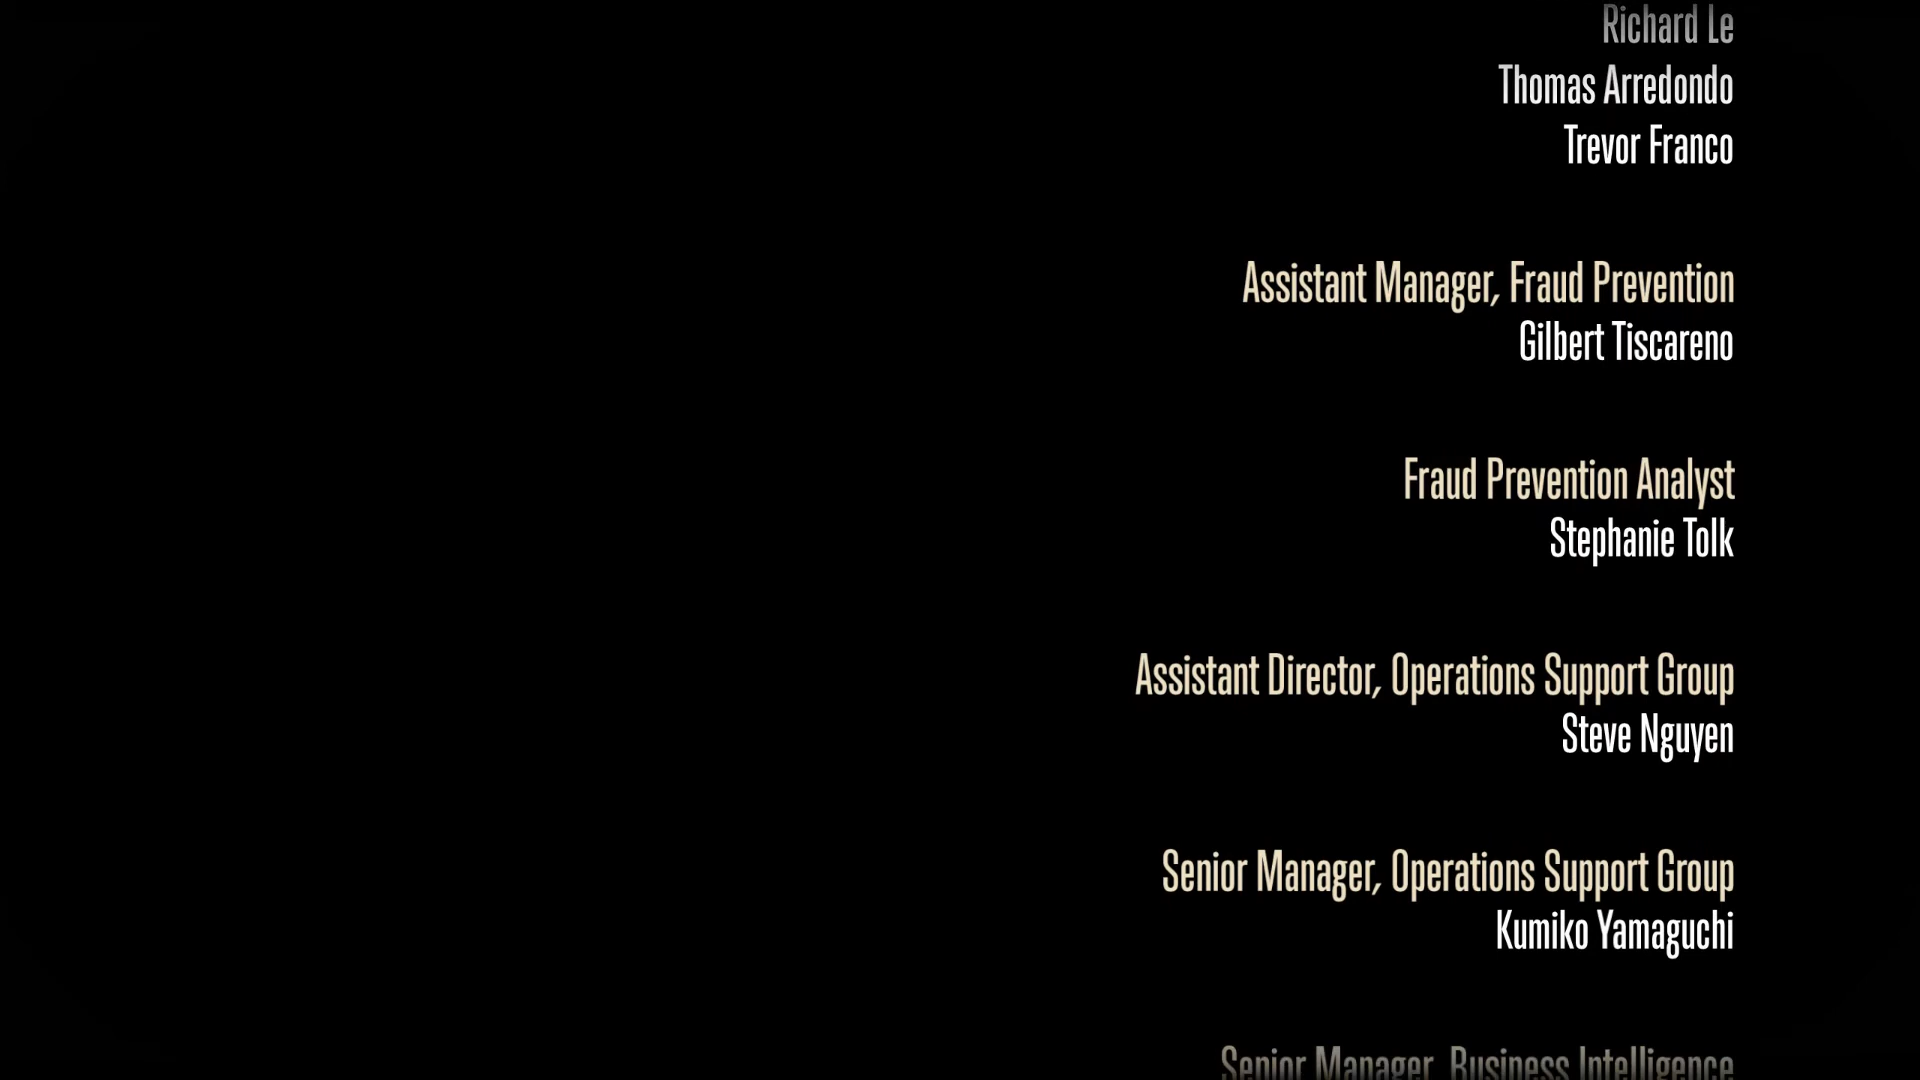 Richard Le
Thomas Arredondo
Trevor Franco
Assistant Manager, Fraud Prevention
Gilbert Tiscareno
Fraud Prevention Analyst
Stephanie Tolk
Assistant Director, Operations Support Group
Steve Nguyen
Senior Manager, Operations Support Group
Kumiko Yamaguchi
Senior Manager, Business Intelligence